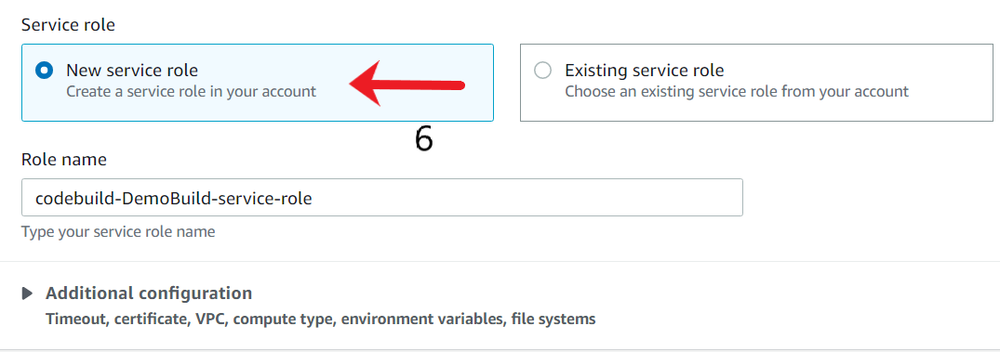 Service role
New service role
Create a service role in your account
Existing service role
Choose an existing service role from your account
6
Role name
codebuild-DemoBuild-service-role
Type your service role name
Additional configuration
Timeout, certificate, VPC, compute type, environment variables, file systems